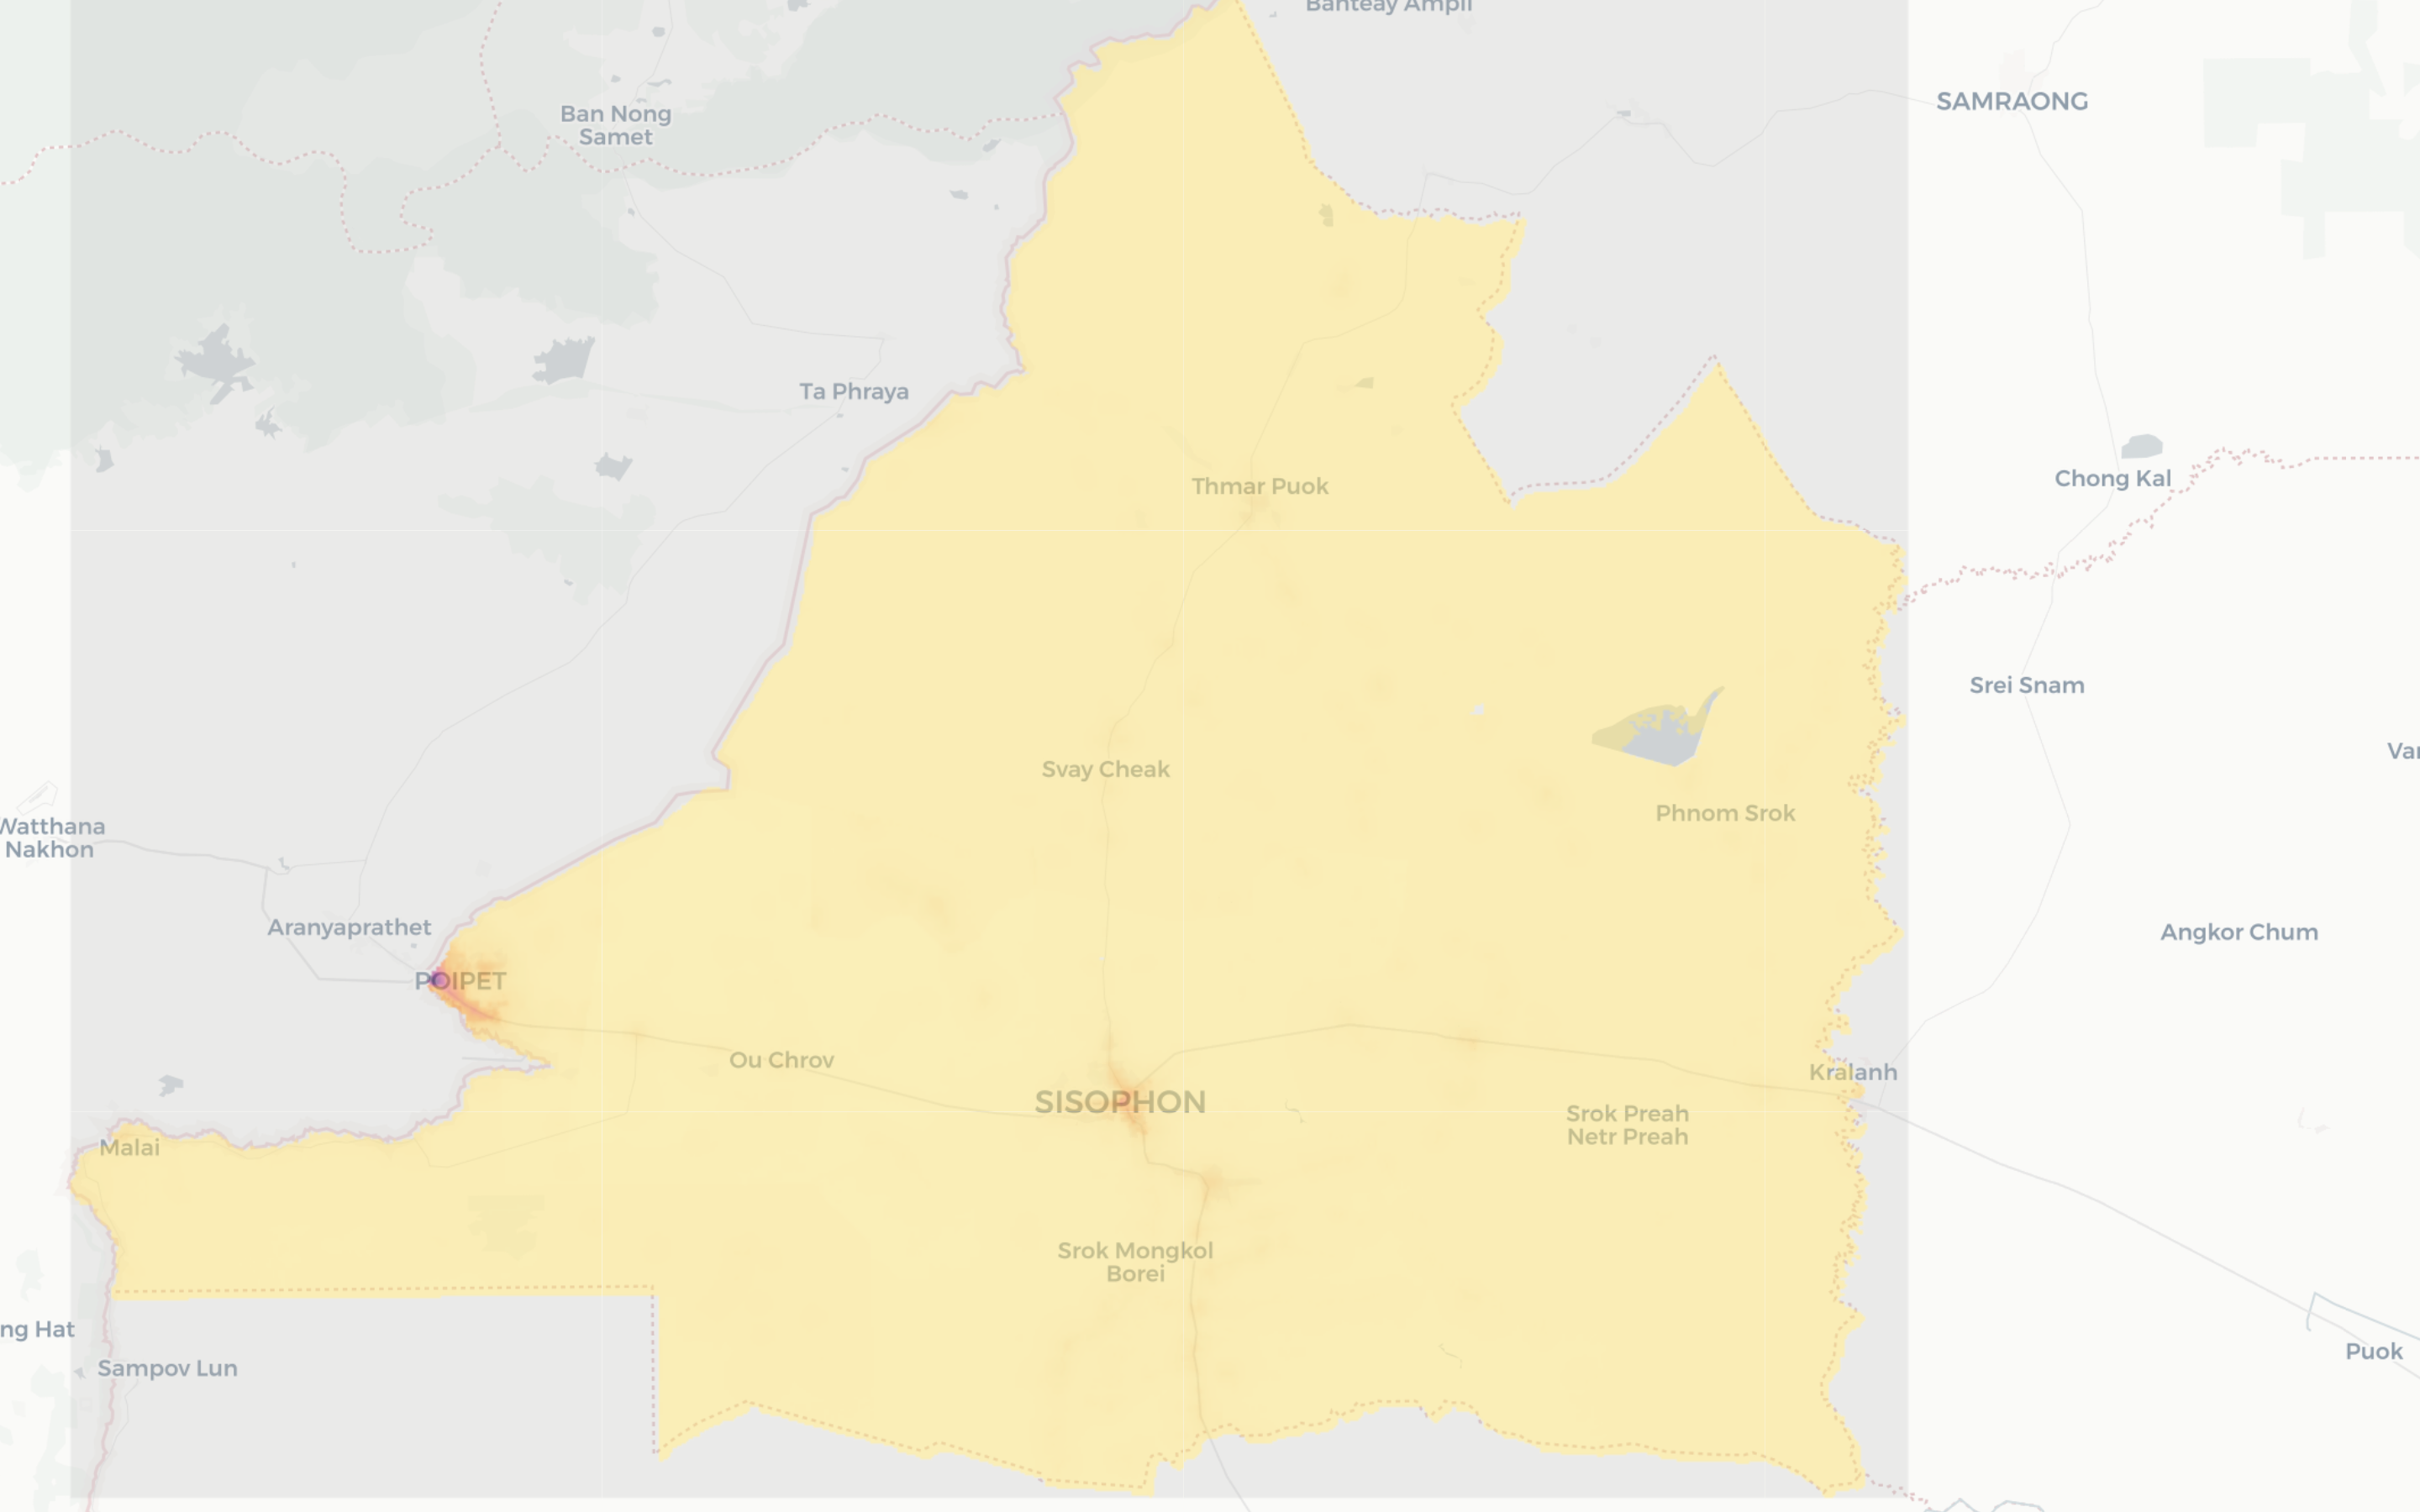 Banteay Ampil
SAMRAONG
Ban Nong
Samet
Ta Phraya
Chong Kal
Thmar Puok
Srei Snam
Svay Cheak
Phnom Srok
Watthana
Nakhon
Aranyaprathet
Angkor Chum
POIPET
Ou Chrov
Kralanh
SISOPHON
Srok Preah
Netr Preah
Malai
Srok Mongkol
Borei
ng Hat
Puok
Sampov Lun